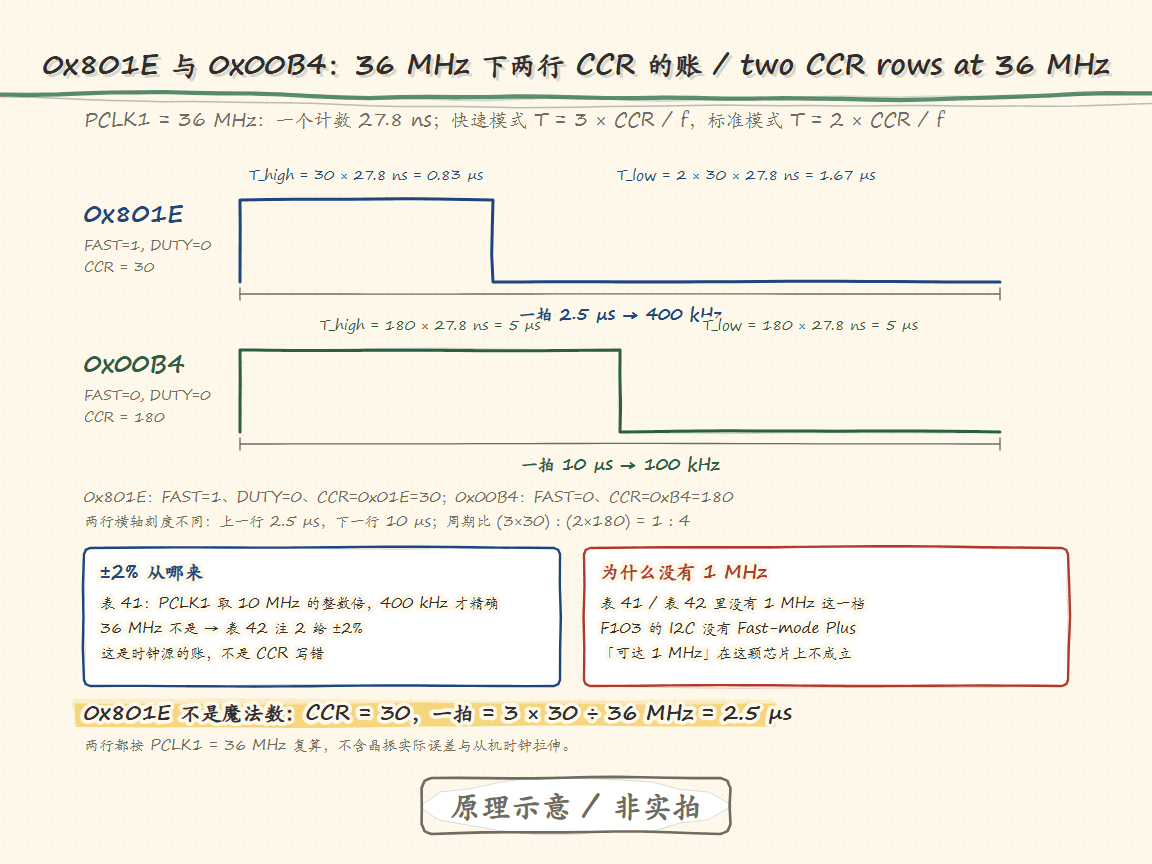 0x801E 与 0x00B4：36 MHz 下两行 CCR 的账 / two CCR rows at 36 MHz
PCLK1 = 36 MHz：一个计数 27.8 ns；快速模式 T = 3 × CCR / f，标准模式 T = 2 × CCR / f
T_high = 30 × 27.8 ns = 0.83 µs
T_low = 2 × 30 × 27.8 ns = 1.67 µs
0x801E
FAST=1, DUTY=0
CCR = 30
一拍 2.5 µs → 400 kHz
T_high = 180 × 27.8 ns = 5 µs
T_low = 180 × 27.8 ns = 5 µs
0x00B4
FAST=0, DUTY=0
CCR = 180
一拍 10 µs → 100 kHz
0x801E：FAST=1、DUTY=0、CCR=0x01E=30；0x00B4：FAST=0、CCR=0xB4=180
两行横轴刻度不同：上一行 2.5 µs，下一行 10 µs；周期比 (3×30) : (2×180) = 1 : 4
±2% 从哪来
表 41：PCLK1 取 10 MHz 的整数倍，400 kHz 才精确
36 MHz 不是 → 表 42 注 2 给 ±2%
这是时钟源的账，不是 CCR 写错
为什么没有 1 MHz
表 41 / 表 42 里没有 1 MHz 这一档
F103 的 I2C 没有 Fast-mode Plus
「可达 1 MHz」在这颗芯片上不成立
0x801E 不是魔法数：CCR = 30，一拍 = 3 × 30 ÷ 36 MHz = 2.5 µs
两行都按 PCLK1 = 36 MHz 复算，不含晶振实际误差与从机时钟拉伸。
原理示意 / 非实拍